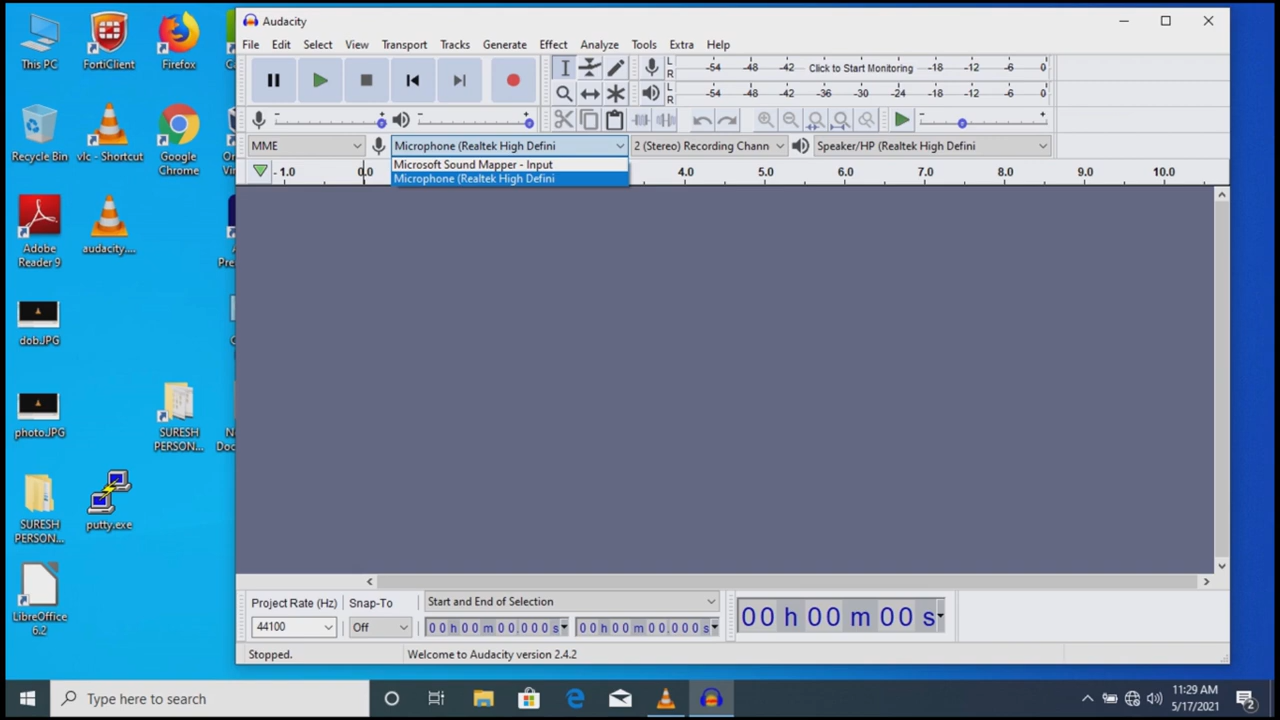 This PC
FortiClient
Firefox
Recycle Bin
vlc - Shortcut
Google
Chrome
Adobe
Reader 9
audacity....
dob.JPG
photo.JPG
SURESH
PERSON...
SURESH
PERSON...
putty.exe
LibreOffice
6.2
Audacity
File Edit Select View Transport Tracks Generate Effect Analyze Tools Extra Help
L
R
-54 -48 -42 Click to Start Monitoring -18 -12 -6 0
L
R
-54 -48 -42 -36 -30 -24 -18 -12 -6 0
MME
Microphone (Realtek High Defini
2 (Stereo) Recording Chann
Speaker/HP (Realtek High Defini
Microsoft Sound Mapper - Input
Microphone (Realtek High Defini
-1.0 0.0 4.0 5.0 6.0 7.0 8.0 9.0 10.0
Project Rate (Hz)
Snap-To
Start and End of Selection
44100
Off
00 h 00 m 00.000 s
00 h 00 m 00.000 s
00 h 00 m 00 s
Stopped.
Welcome to Audacity version 2.4.2
Type here to search
11:29 AM
5/17/2021
2